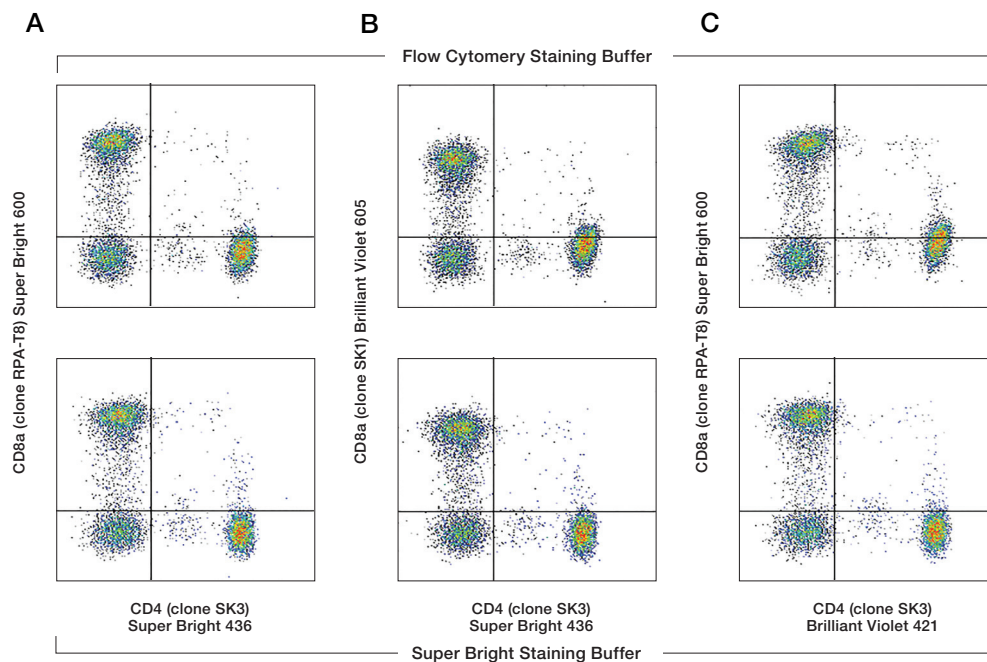 A
B
C
Flow Cytomery Staining Buffer
CD8a (clone RPA-T8) Super Bright 600
CD8a (clone SK1) Brilliant Violet 605
CD8a (clone RPA-T8) Super Bright 600
CD4 (clone SK3)
Super Bright 436
CD4 (clone SK3)
Super Bright 436
CD4 (clone SK3)
Brilliant Violet 421
Super Bright Staining Buffer